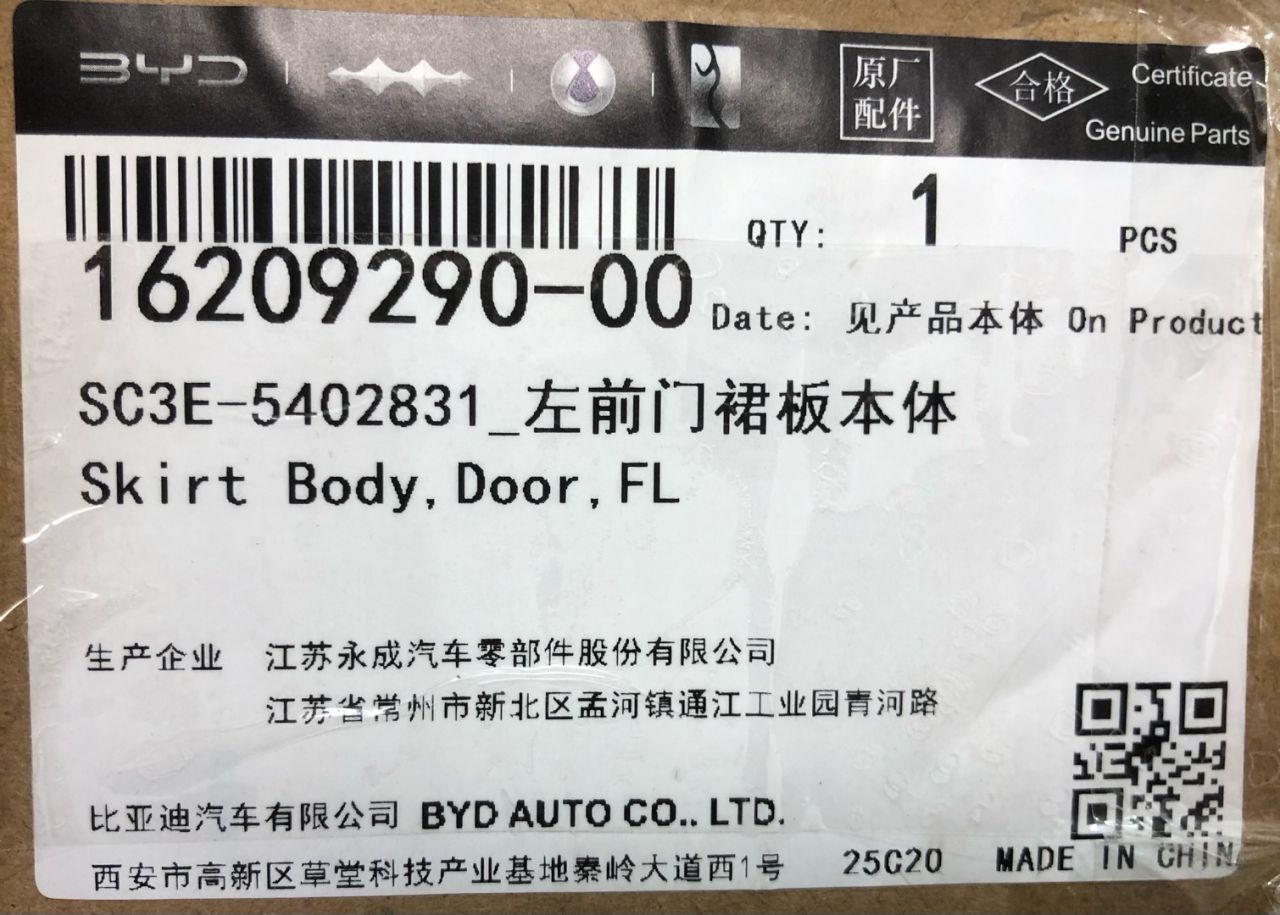 BYD
原厂
配件
合格
Certificate
Genuine Parts
QTY: 1 PCS
16209290-00
Date: 见产品本体 On Product
SC3E-5402831_左前门裙板本体
Skirt Body,Door,FL
生产企业 江苏永成汽车零部件股份有限公司
江苏省常州市新北区孟河镇通江工业园青河路
比亚迪汽车有限公司 BYD AUTO CO.. LTD.
西安市高新区草堂科技产业基地秦岭大道西1号 25C20 MADE IN CHIN